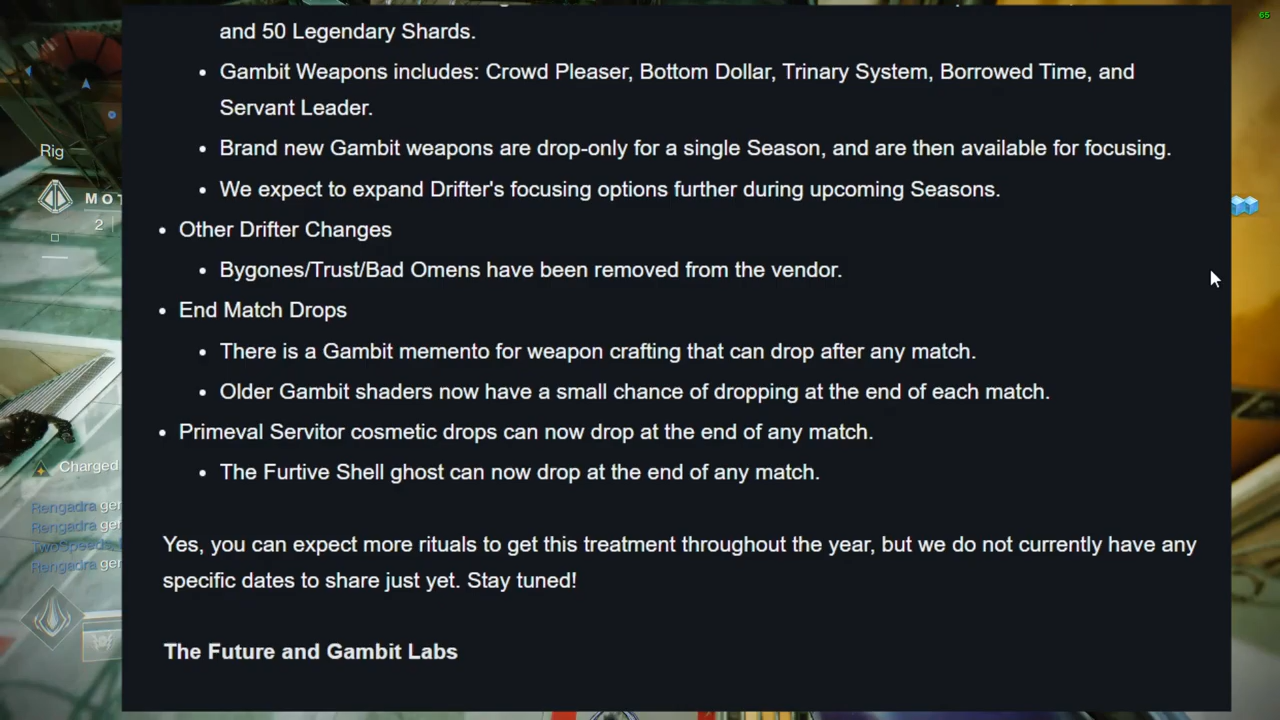 65
and 50 Legendary Shards.
• Gambit Weapons includes: Crowd Pleaser, Bottom Dollar, Trinary System, Borrowed Time, and
Servant Leader.
• Brand new Gambit weapons are drop-only for a single Season, and are then available for focusing.
Rig
• We expect to expand Drifter's focusing options further during upcoming Seasons.
MOT
2
• Other Drifter Changes
• Bygones/Trust/Bad Omens have been removed from the vendor.
• End Match Drops
• There is a Gambit memento for weapon crafting that can drop after any match.
• Older Gambit shaders now have a small chance of dropping at the end of each match.
• Primeval Servitor cosmetic drops can now drop at the end of any match.
Charged
• The Furtive Shell ghost can now drop at the end of any match.
Rengadra ger
Rengadra ger
TwoSpeeds
Rengadra ger
Yes, you can expect more rituals to get this treatment throughout the year, but we do not currently have any
specific dates to share just yet. Stay tuned!
The Future and Gambit Labs